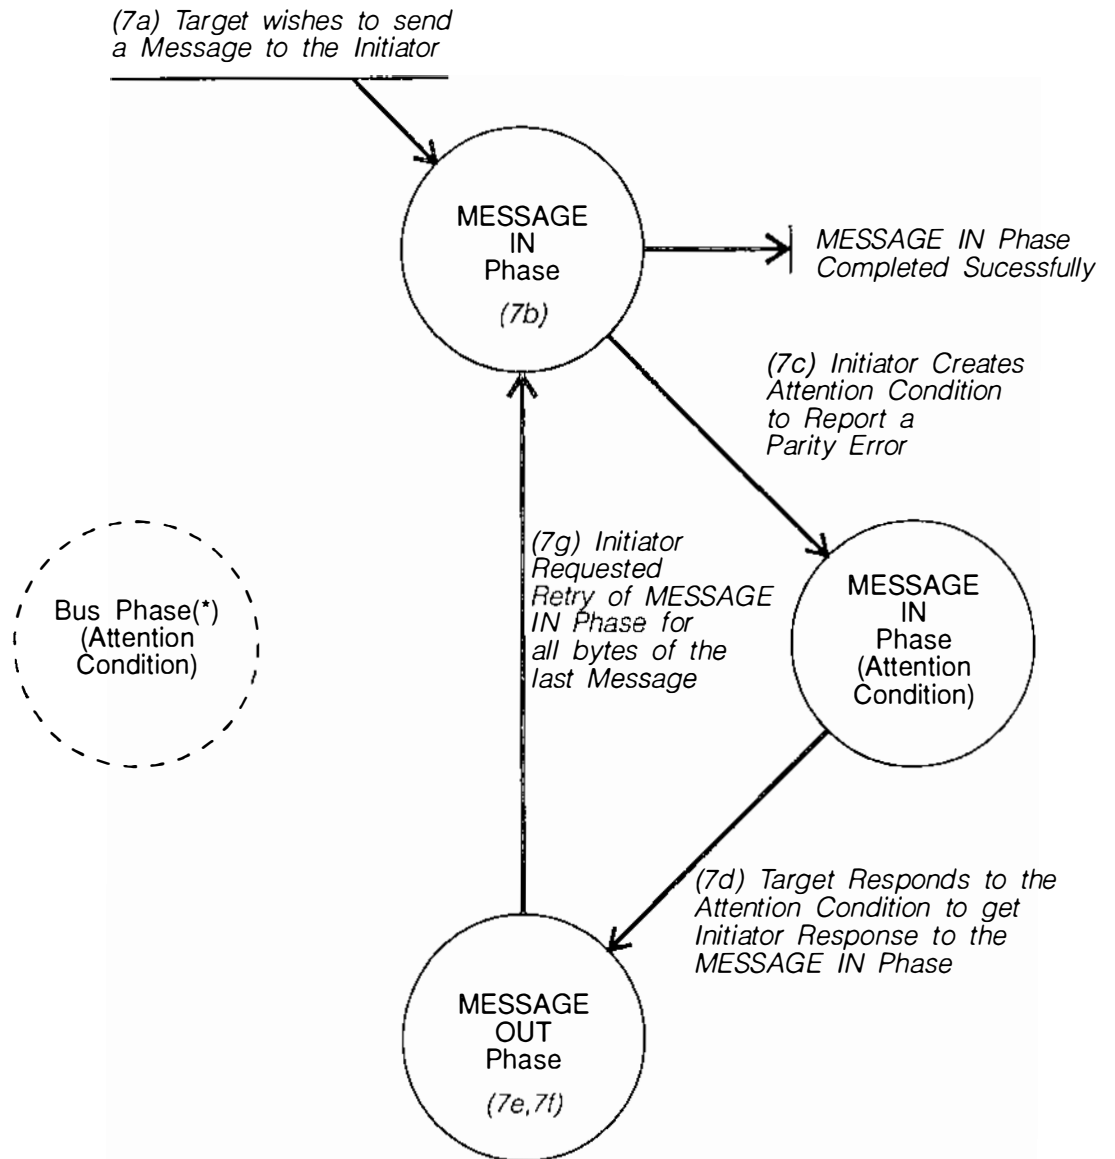 (7a) Target wishes to send
a Message to the Initiator
MESSAGE
IN
Phase
(7b)
MESSAGE IN Phase
Completed Sucessfully
(7c) Initiator Creates
Attention Condition
to Report a
Parity Error
(7g) Initiator
Requested
Retry of MESSAGE
IN Phase for
all bytes of the
last Message
Bus Phase(*)
(Attention
Condition)
MESSAGE
IN
Phase
(Attention
Condition)
(7d) Target Responds to the
Attention Condition to get
Initiator Response to the
MESSAGE IN Phase
MESSAGE
OUT
Phase
(7e,7f)